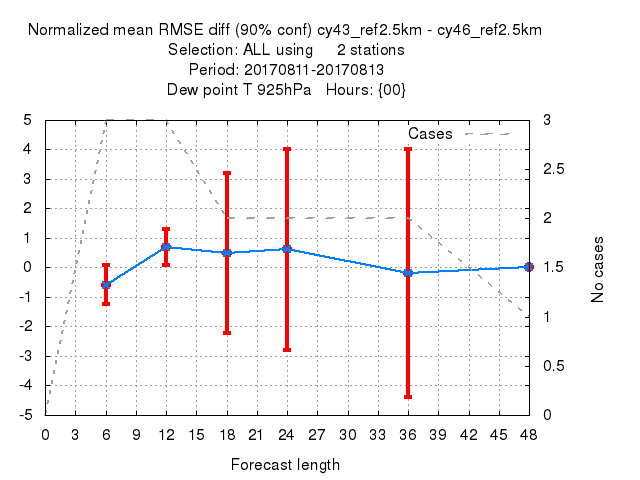 Normalized mean RMSE diff (90% conf) cy43_ref2.5km - cy46_ref2.5km
Selection: ALL using 2 stations
Period: 20170811-20170813
Dew point T 925hPa Hours: {00}
Cases
5
4
3
2
1
0
-1
-2
-3
-4
-5
3
2.5
2
1.5
1
0.5
0
No cases
0 3 6 9 12 15 18 21 24 27 30 33 36 39 42 45 48
Forecast length